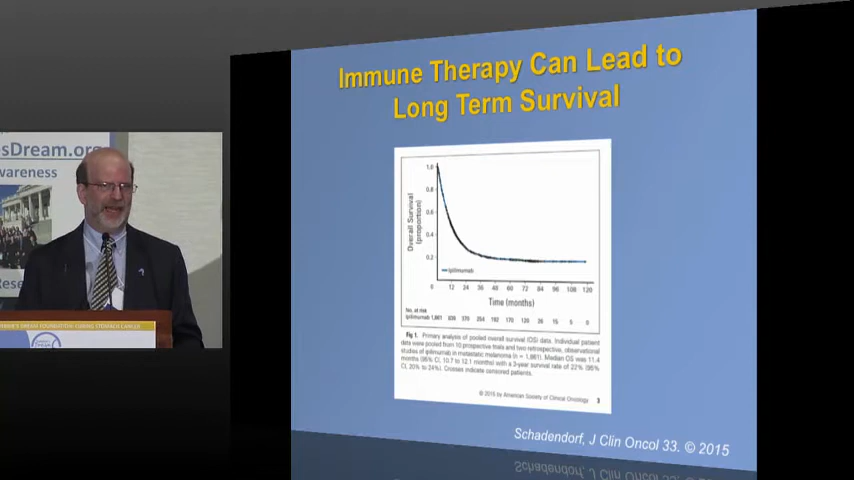 Immune Therapy Can Lead to
Long Term Survival
sDream.org
wareness
Rese
DREAM FOUNDATION: CURING STOMACH CANCER
Overall Survival
(proportion)
1.0
0.8
0.6
0.4
0.2
Ipilimumab
0 12 24 36 48 60 72 84 96 108 120
Time (months)
No. at risk
Ipilimumab 1,861 839 370 254 192 170 120 26 15 5 0
Fig 1. Primary analysis of pooled overall survival (OS) data. Individual patient
data were pooled from 10 prospective trials and two retrospective, observational
studies of ipilimumab in metastatic melanoma (n = 1,861). Median OS was 11.4
months (95% CI, 10.7 to 12.1 months) with a 3-year survival rate of 22% (95%
CI, 20% to 24%). Crosses indicate censored patients.
© 2015 by American Society of Clinical Oncology 3
Schadendorf, J Clin Oncol 33. © 2015